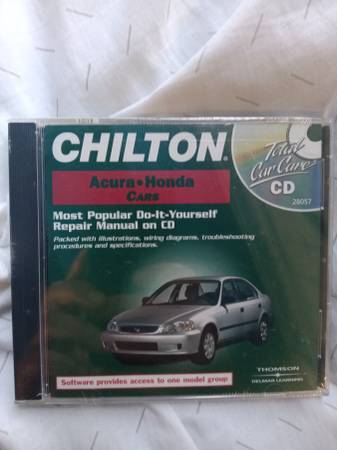 CHILTON®
Total
Car Care
CD
28057
Acura • Honda
CARS
Most Popular Do-It-Yourself
Repair Manual on CD
Packed with illustrations, wiring diagrams, troubleshooting
procedures and specifications.
Software provides access to one model group
THOMSON
DELMAR LEARNING